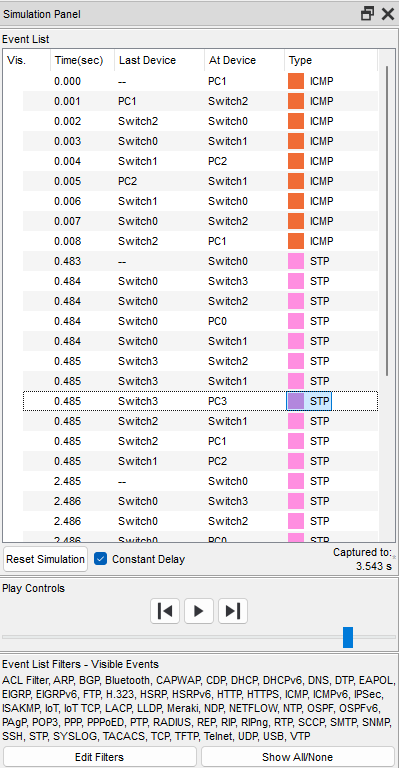 Simulation Panel
Event List
Vis. Time(sec) Last Device At Device Type
0.000 -- PC1 ICMP
0.001 PC1 Switch2 ICMP
0.002 Switch2 Switch0 ICMP
0.003 Switch0 Switch1 ICMP
0.004 Switch1 PC2 ICMP
0.005 PC2 Switch1 ICMP
0.006 Switch1 Switch0 ICMP
0.007 Switch0 Switch2 ICMP
0.008 Switch2 PC1 ICMP
0.483 -- Switch0 STP
0.484 Switch0 Switch3 STP
0.484 Switch0 Switch2 STP
0.484 Switch0 PC0 STP
0.484 Switch0 Switch1 STP
0.485 Switch3 Switch2 STP
0.485 Switch3 Switch1 STP
0.485 Switch3 PC3 STP
0.485 Switch2 Switch1 STP
0.485 Switch2 PC1 STP
0.485 Switch1 PC2 STP
2.485 -- Switch0 STP
2.486 Switch0 Switch3 STP
2.486 Switch0 Switch2 STP
2.486 Switch0 PC0 STP
Reset Simulation Constant Delay Captured to:
3.543 s
Play Controls
Event List Filters - Visible Events
ACL Filter, ARP, BGP, Bluetooth, CAPWAP, CDP, DHCP, DHCPv6, DNS, DTP, EAPOL,
EIGRP, EIGRPv6, FTP, H.323, HSRP, HSRPv6, HTTP, HTTPS, ICMP, ICMPv6, IPSec,
ISAKMP, IoT, IoT TCP, LACP, LLDP, Meraki, NDP, NETFLOW, NTP, OSPF, OSPFv6,
PAgP, POP3, PPP, PPPoED, PTP, RADIUS, REP, RIP, RIPng, RTP, SCCP, SMTP, SNMP,
SSH, STP, SYSLOG, TACACS, TCP, TFTP, Telnet, UDP, USB, VTP
Edit Filters Show All/None